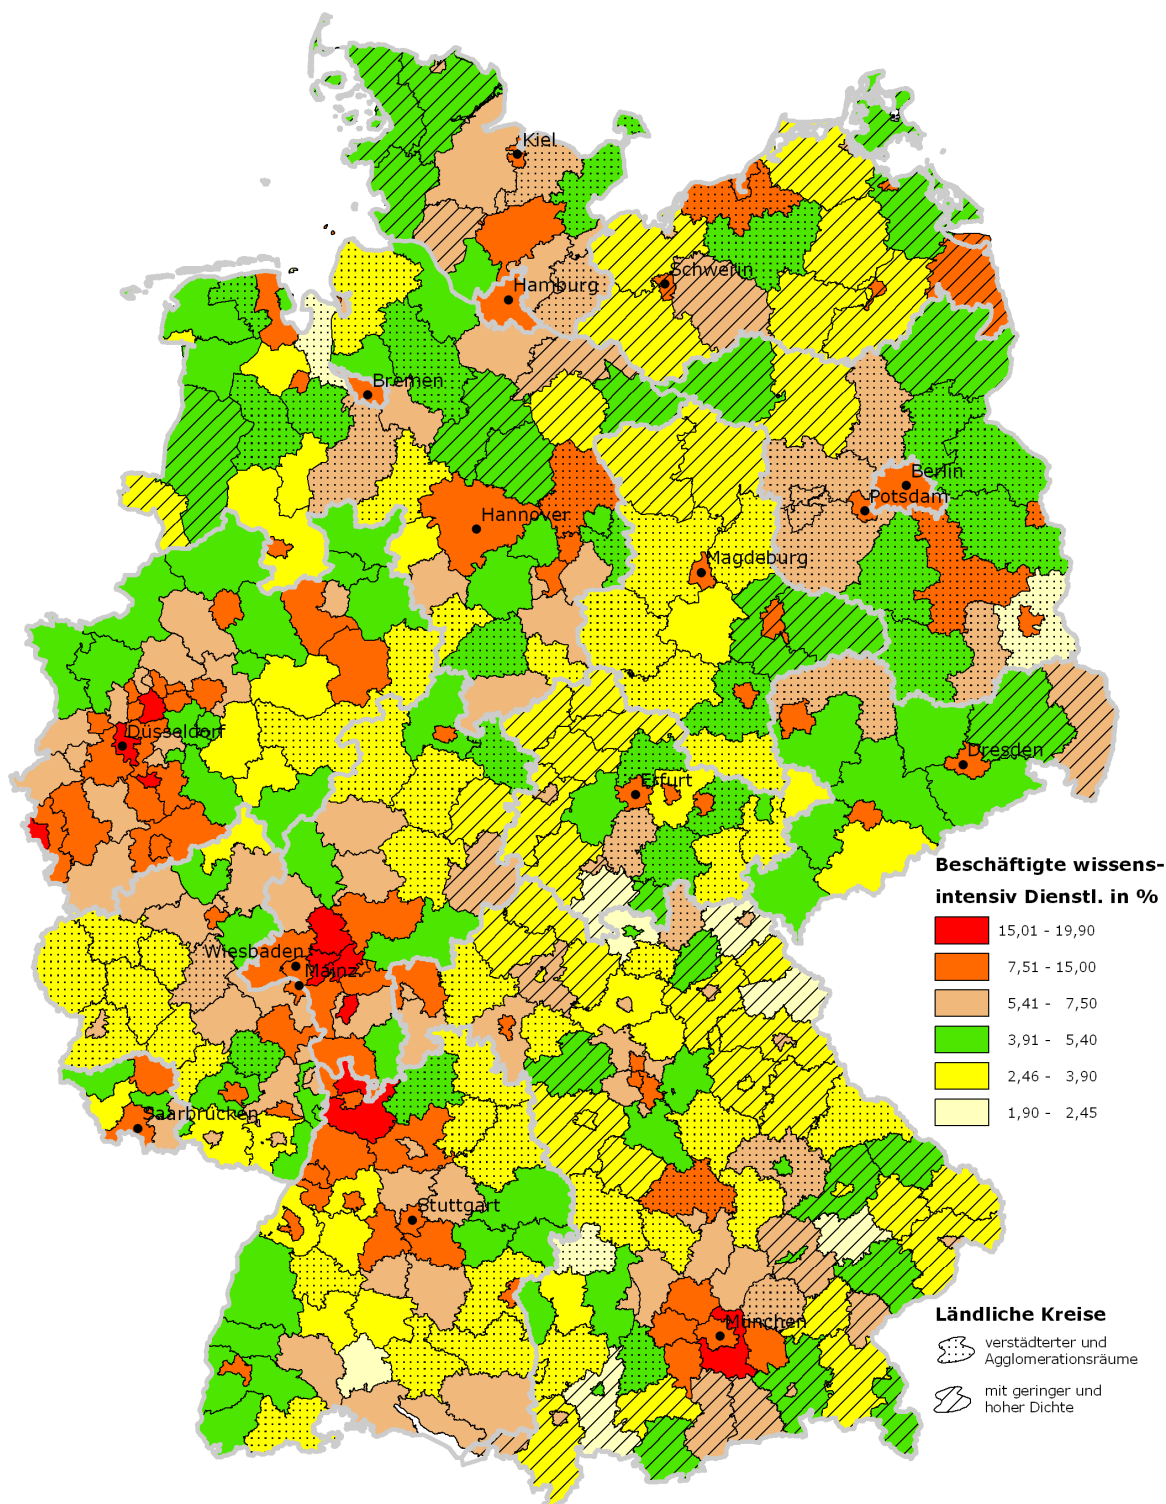 Kiel
Schwerin
Hamburg
Bremen
Berlin
Potsdam
Hannover
Magdeburg
Düsseldorf
Dresden
Erfurt
Beschäftigte wissens-
intensiv Dienstl. in %
15,01 - 19,90
7,51 - 15,00
5,41 - 7,50
3,91 - 5,40
2,46 - 3,90
1,90 - 2,45
Wiesbaden
Mainz
Saarbrücken
Stuttgart
München
Ländliche Kreise
verstädterter und
Agglomerationsräume
mit geringer und
hoher Dichte